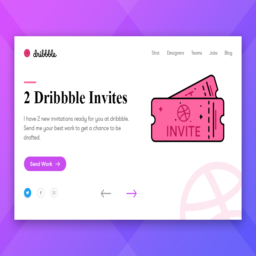 dribbble
Shot Designers Teams Jobs Blog
2 Dribbble Invites
I have 2 new invitations ready for you at dribbble.
Send me your best work to get a chance to be
drafted.
INVITE
Send Work →